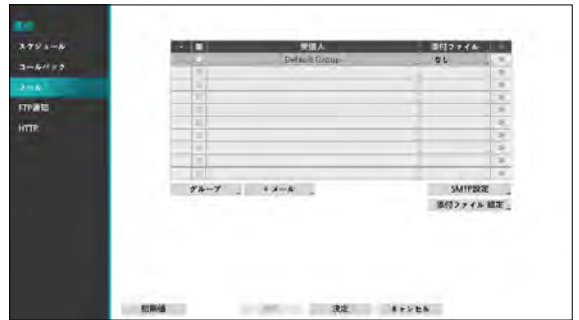 通知
スケジュール
コールバック
メール
FTP通知
HTTP.
受信人 添付ファイル
Default Group なし
グループ + メール SMTP設定
添付ファイル 設定
初期値 決定 キャンセル